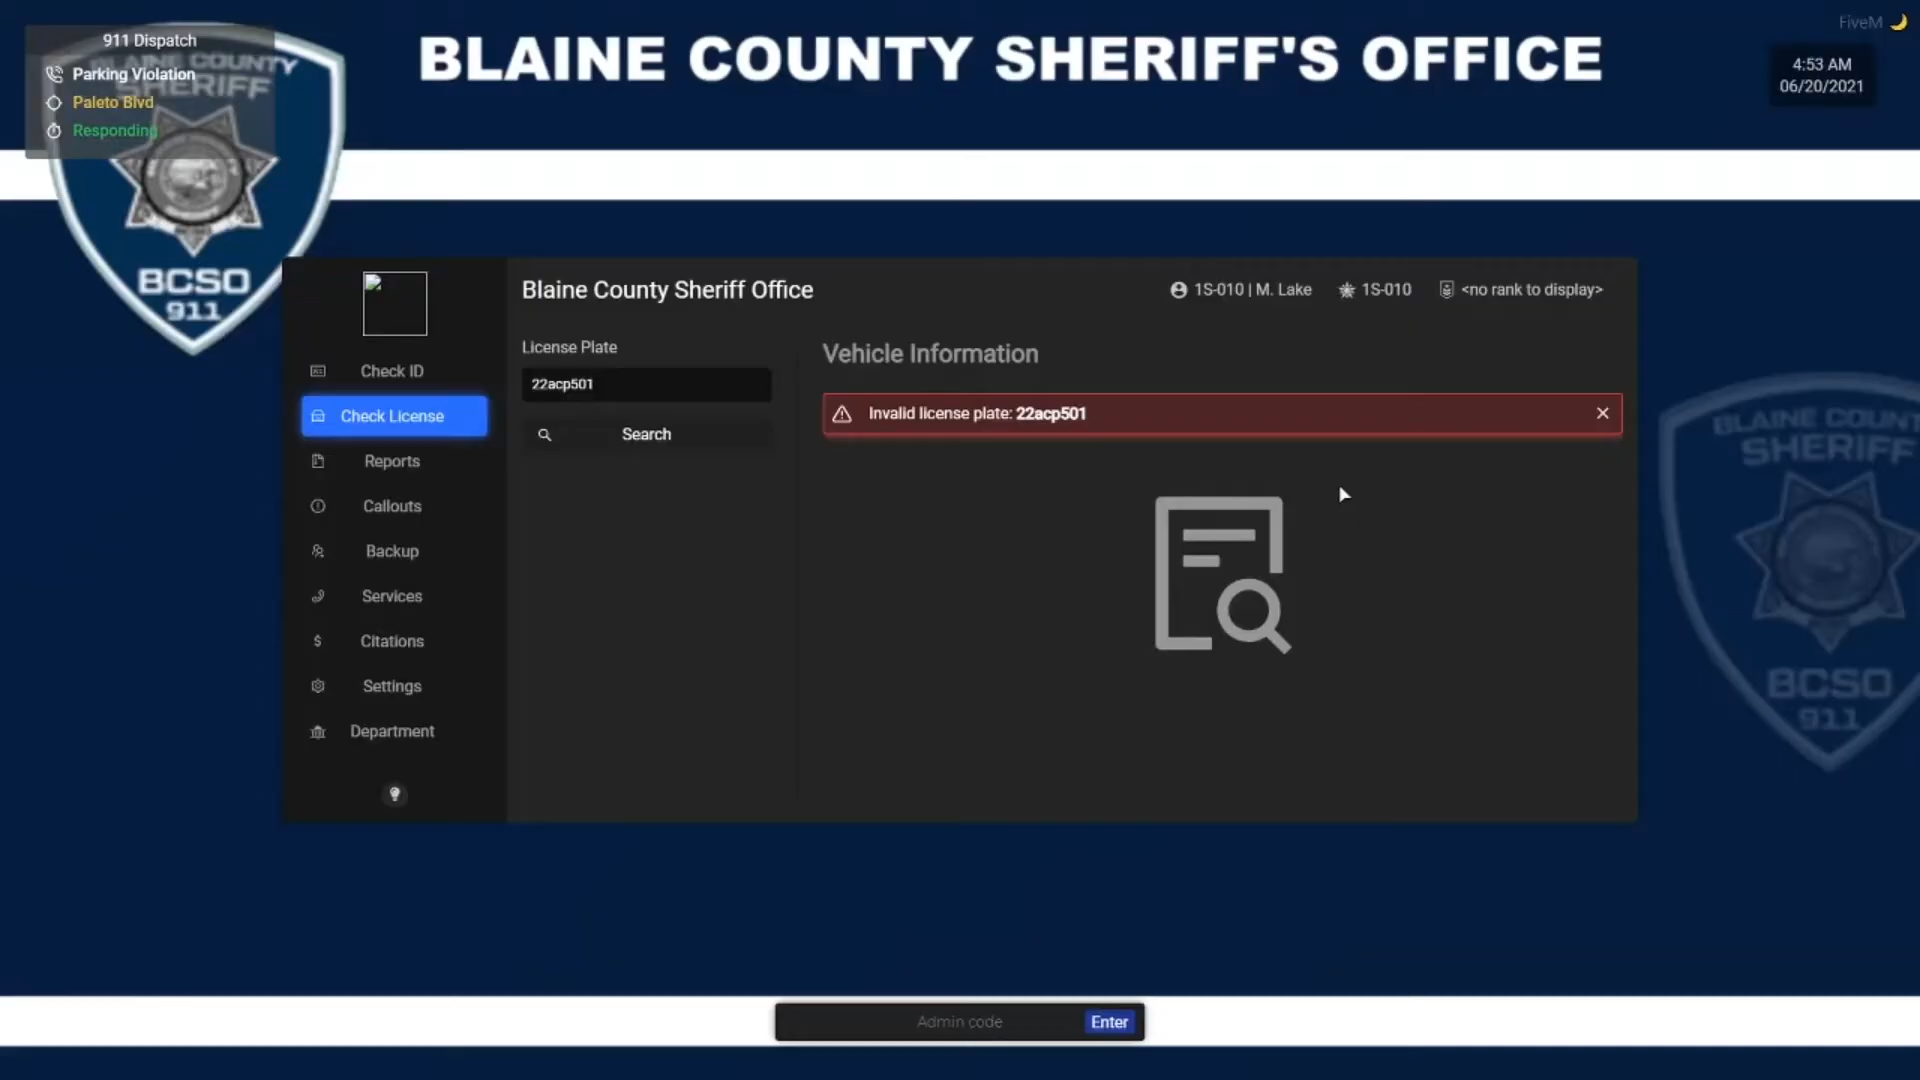 FiveM
911 Dispatch
Parking Violation
Paleto Blvd
Responding
BLAINE COUNTY SHERIFF'S OFFICE
4:53 AM
06/20/2021
COUNTY
SHERIFF
BCSO
911
Blaine County Sheriff Office
1S-010 | M. Lake
1S-010
<no rank to display>
Check ID
Check License
Reports
Callouts
Backup
Services
Citations
Settings
Department
License Plate
22acp501
Search
Vehicle Information
Invalid license plate: 22acp501
BLAINE COUNT
SHERIFF
BCSO
911
Admin code
Enter